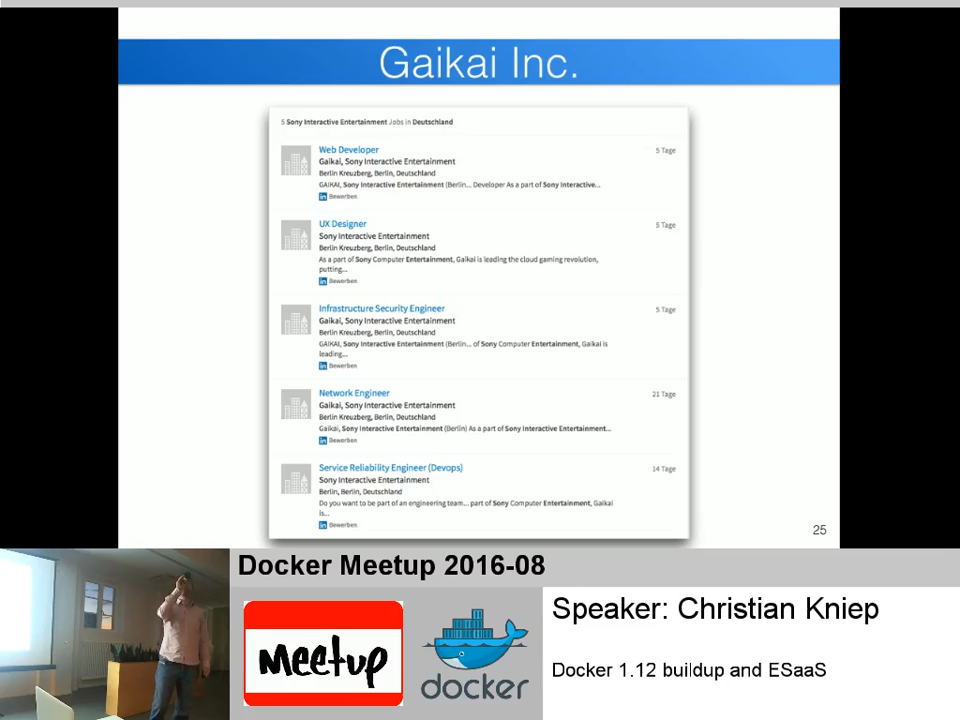 Gaikai Inc.
5 Sony Interactive Entertainment Jobs in Deutschland
Web Developer
5 Tage
Gaikai, Sony Interactive Entertainment
Berlin Kreuzberg, Berlin, Deutschland
GAIKAI, Sony Interactive Entertainment (Berlin... Developer As a part of Sony Interactive...
in Bewerben
UX Designer
5 Tage
Sony Interactive Entertainment
Berlin Kreuzberg, Berlin, Deutschland
As a part of Sony Computer Entertainment, Gaikai is leading the cloud gaming revolution,
putting...
in Bewerben
Infrastructure Security Engineer
5 Tage
Gaikai, Sony Interactive Entertainment
Berlin Kreuzberg, Berlin, Deutschland
GAIKAI, Sony Interactive Entertainment (Berlin... of Sony Computer Entertainment, Gaikai is
leading...
in Bewerben
Network Engineer
21 Tage
Gaikai, Sony Interactive Entertainment
Berlin Kreuzberg, Berlin, Deutschland
Gaikai, Sony Interactive Entertainment (Berlin) As a part of Sony Interactive Entertainment...
in Bewerben
Service Reliability Engineer (Devops)
14 Tage
Sony Interactive Entertainment
Berlin, Berlin, Deutschland
Do you want to be part of an engineering team... part of Sony Computer Entertainment, Gaikai
is...
in Bewerben
25
Docker Meetup 2016-08
Meetup
docker
Speaker: Christian Kniep
Docker 1.12 buildup and ESaaS